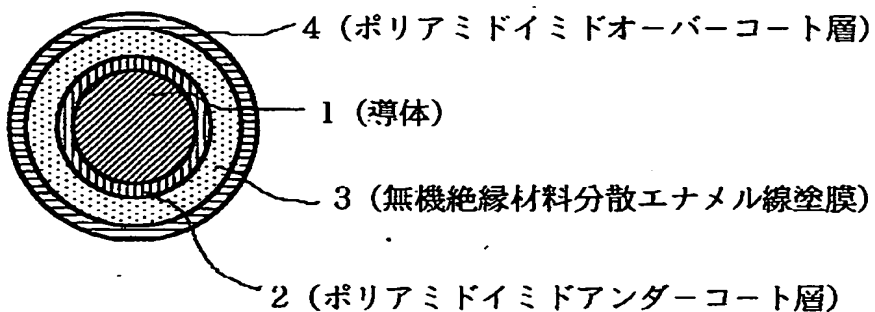 4(ポリアミドイミドオーバーコート層)
1(導体)
3(無機絶縁材料分散エナメル線塗膜)
2(ポリアミドイミドアンダーコート層)